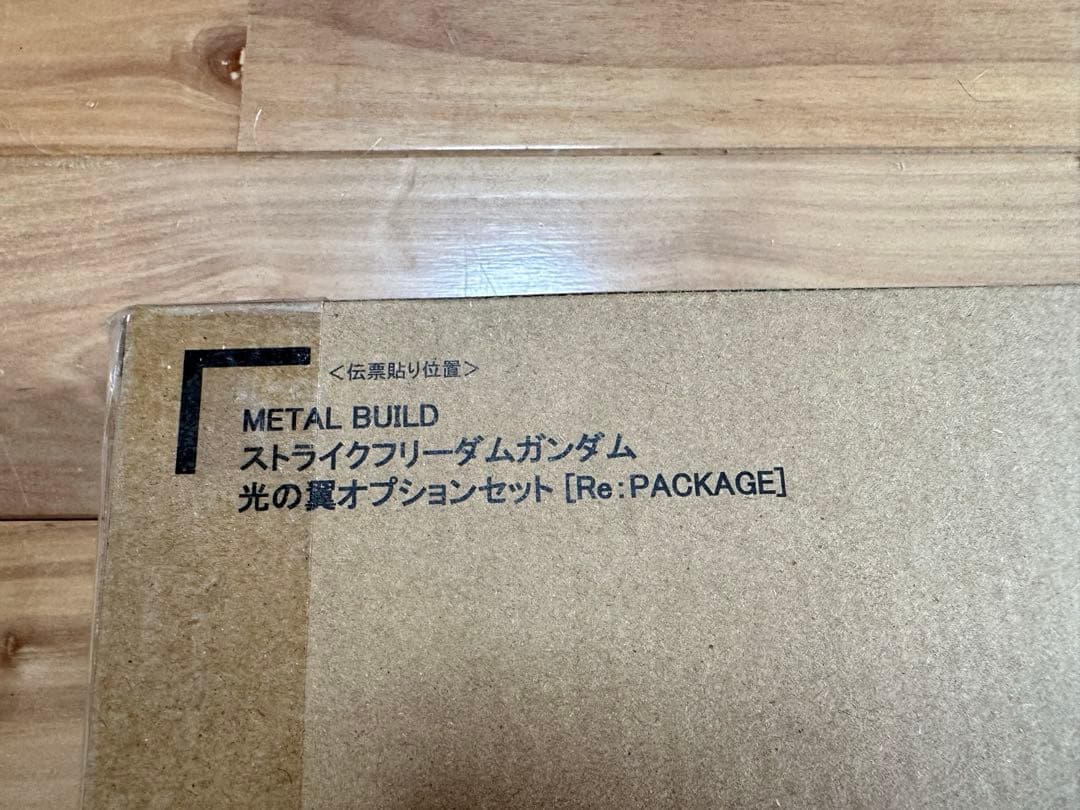 ＜伝票貼り位置＞
METAL BUILD
ストライクフリーダムガンダム
光の翼オプションセット [Re:PACKAGE]